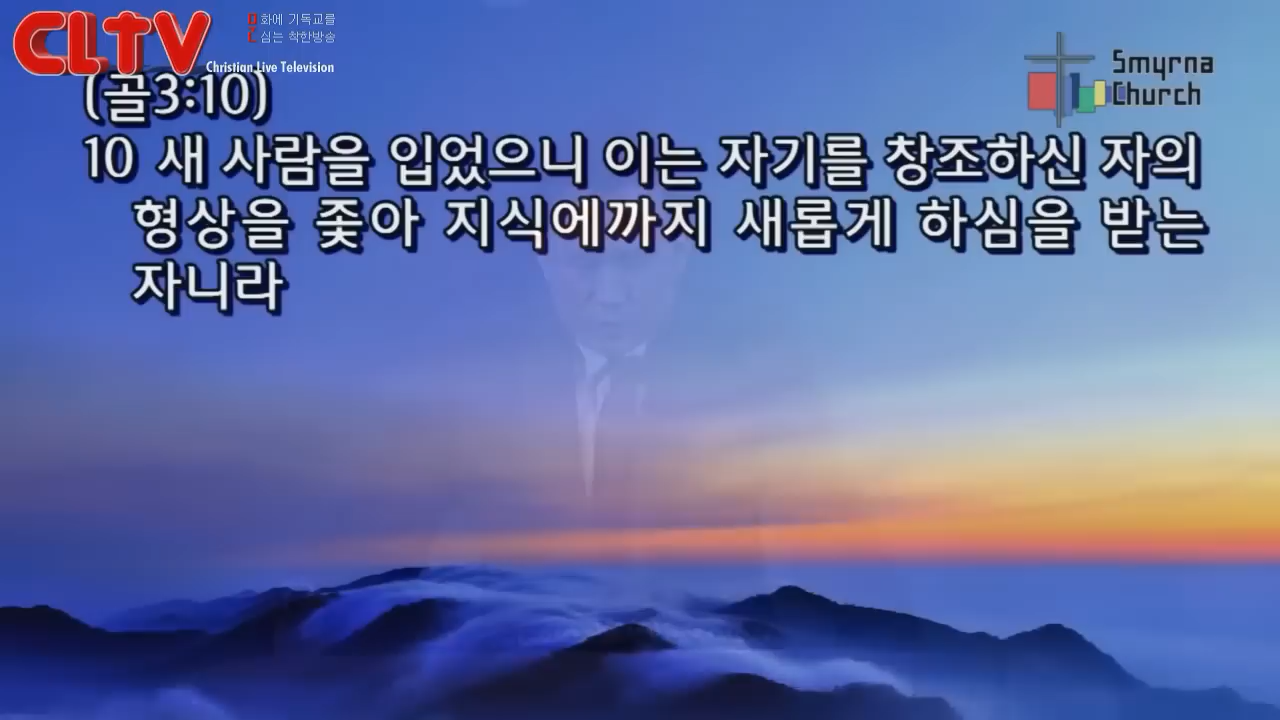 CLTV
문화에 기독교를
심는 착한방송
Christian Live Television
Smyrna
Church
(골3:10)
10 새 사람을 입었으니 이는 자기를 창조하신 자의
형상을 좇아 지식에까지 새롭게 하심을 받는
자니라